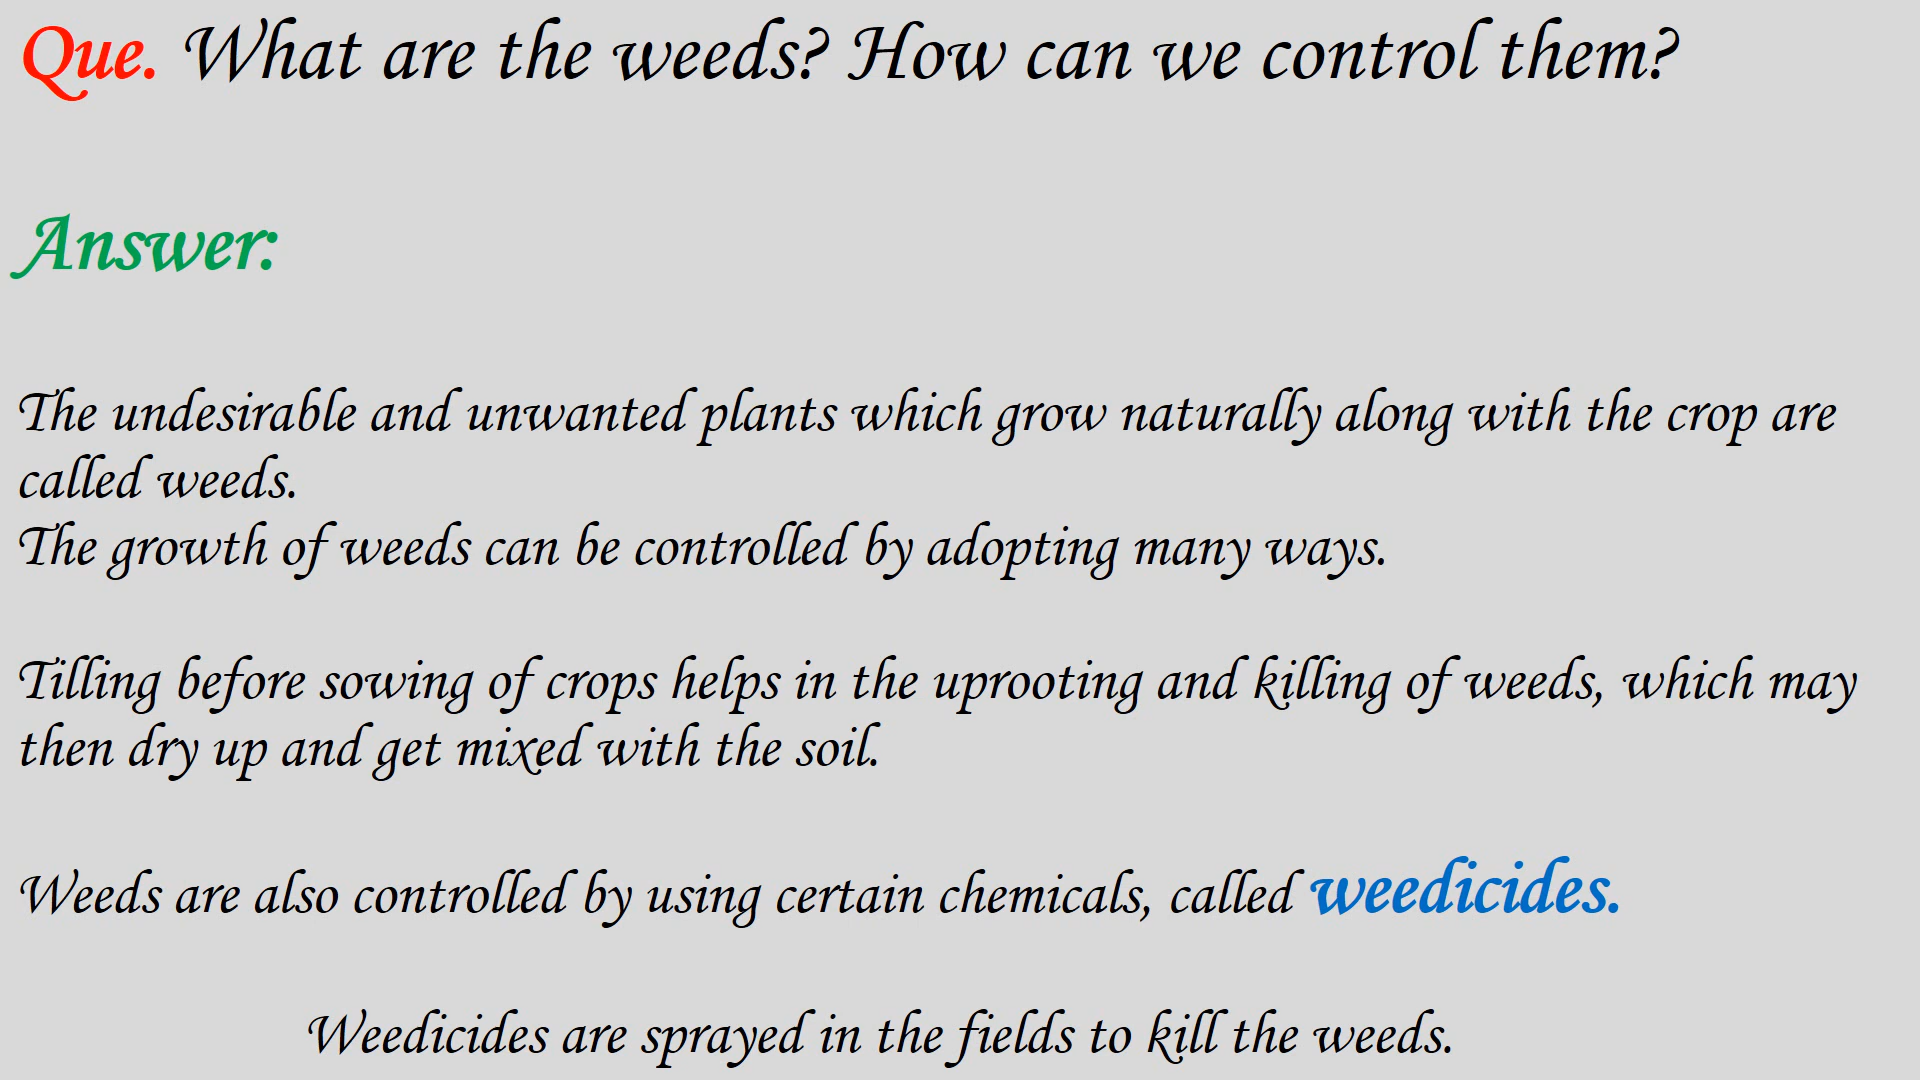 Que. What are the weeds? How can we control them?
Answer:
The undesirable and unwanted plants which grow naturally along with the crop are
called weeds.
The growth of weeds can be controlled by adopting many ways.
Tilling before sowing of crops helps in the uprooting and killing of weeds, which may
then dry up and get mixed with the soil.
Weeds are also controlled by using certain chemicals, called weedicides.
Weedicides are sprayed in the fields to kill the weeds.